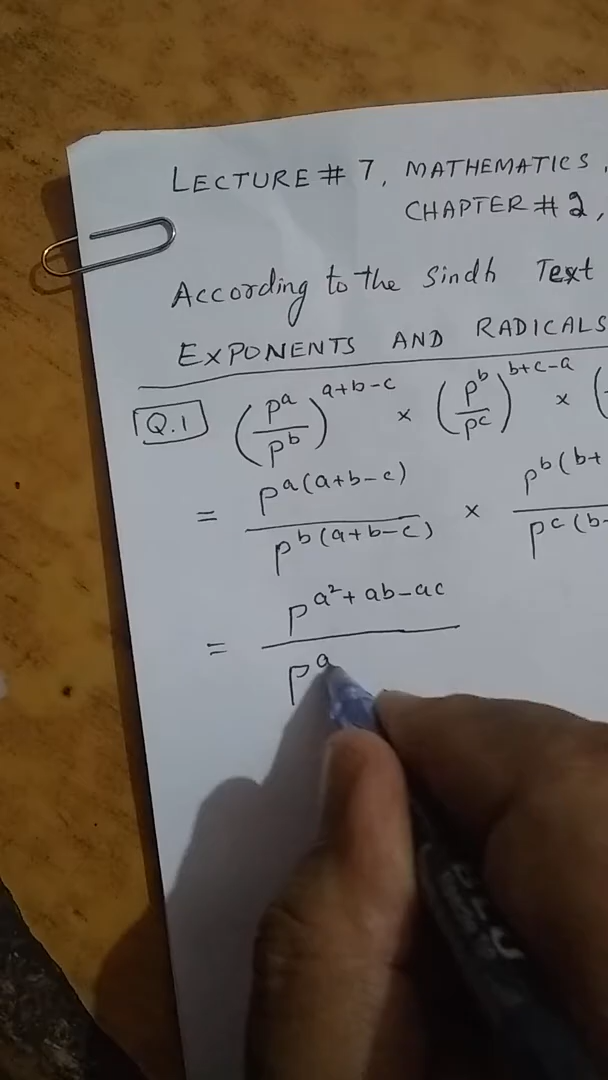 LECTURE # 7, MATHEMATICS,
CHAPTER # 2,
According to the Sindh Text
EXPONENTS AND RADICALS
Q.1 (P^a/P^b)^(a+b-c) × (P^b/P^c)^(b+c-a) × (
= P^a(a+b-c)/P^b(a+b-c) × P^b(b+/P^c(b-
= P^(a²+ab-ac)/P^a